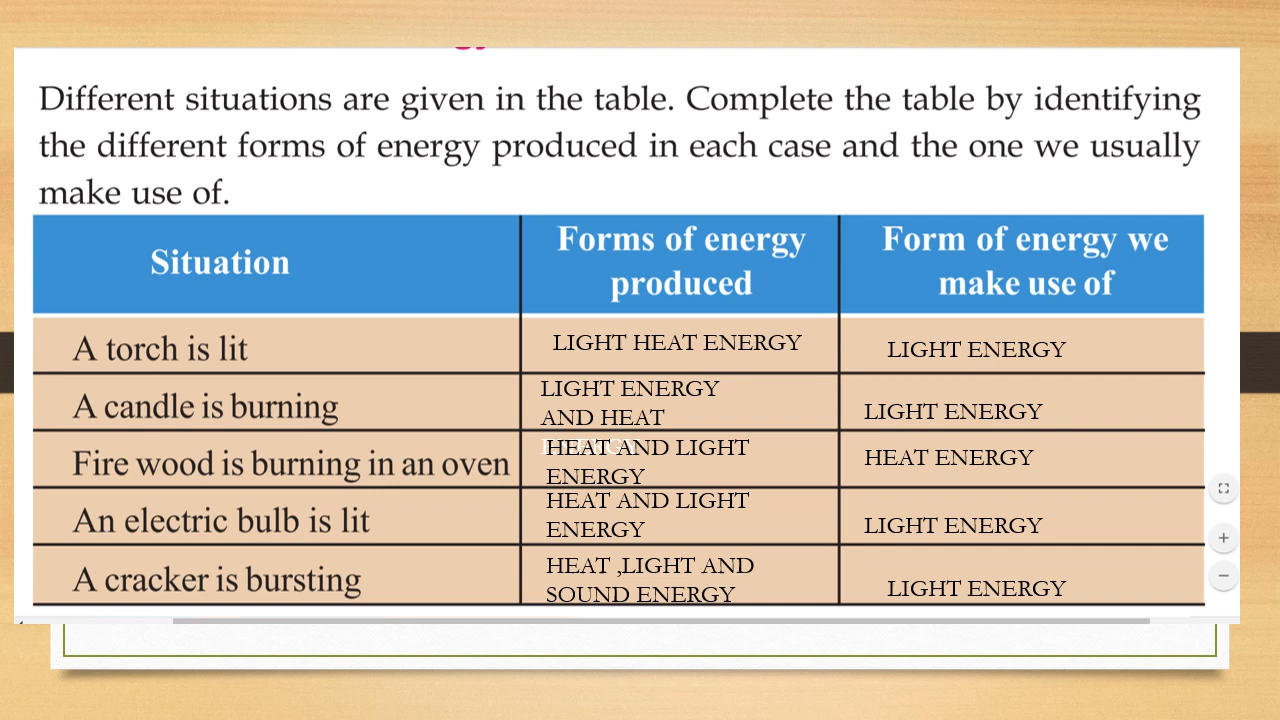 Different situations are given in the table. Complete the table by identifying
the different forms of energy produced in each case and the one we usually
make use of.
Situation
Forms of energy
produced
Form of energy we
make use of
A torch is lit
LIGHT HEAT ENERGY
LIGHT ENERGY
A candle is burning
LIGHT ENERGY
AND HEAT
ENERGY
LIGHT ENERGY
Fire wood is burning in an oven
HEAT AND LIGHT
ENERGY
HEAT ENERGY
An electric bulb is lit
HEAT AND LIGHT
ENERGY
LIGHT ENERGY
A cracker is bursting
HEAT ,LIGHT AND
SOUND ENERGY
LIGHT ENERGY